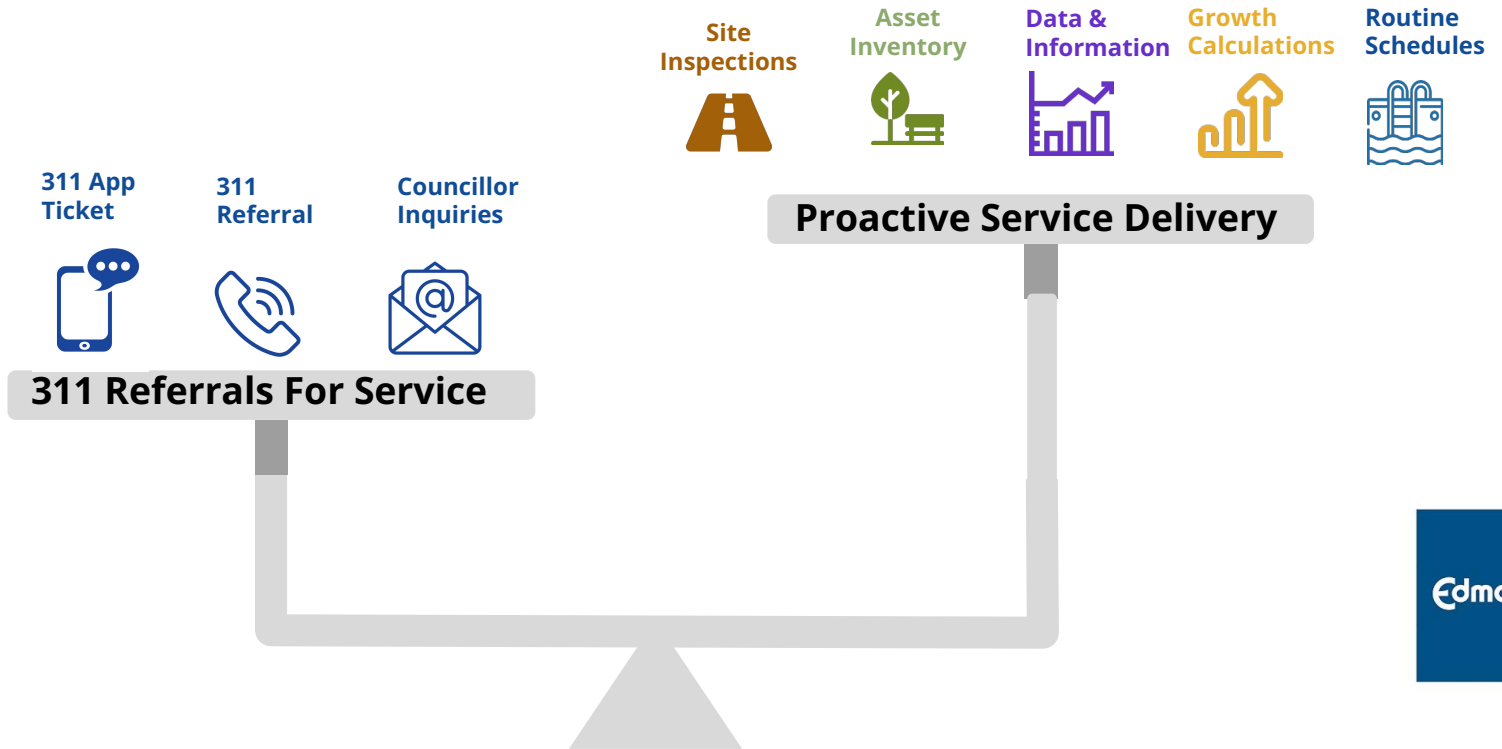 Site
Inspections
Asset
Inventory
Data &
Information
Growth
Calculations
Routine
Schedules
311 App
Ticket
311
Referral
Councillor
Inquiries
@
Proactive Service Delivery
311 Referrals For Service